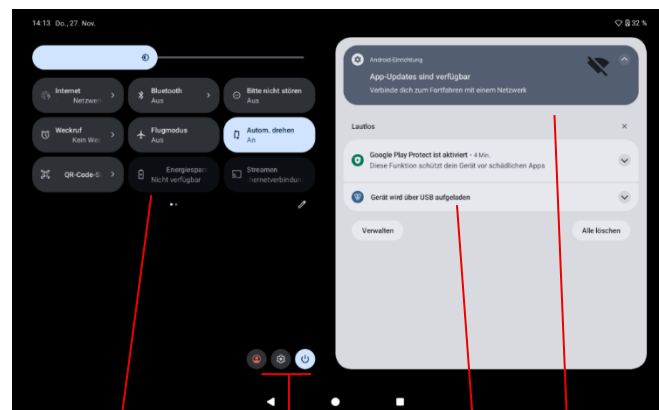 14:13 Do., 27. Nov.
32 %
Internet
Netzwer
Bluetooth
Aus
Bitte nicht stören
Aus
Weckruf
Kein Wec
Flugmodus
Aus
Autom. drehen
An
QR-Code-S
Energiespar
Nicht verfügbar
Streamen
ernetverbindun
Android-Einrichtung
App-Updates sind verfügbar
Verbinde dich zum Fortfahren mit einem Netzwerk
Lautlos
Google Play Protect ist aktiviert • 4 Min.
Diese Funktion schützt dein Gerät vor schädlichen Apps
Gerät wird über USB aufgeladen
Verwalten
Alle löschen